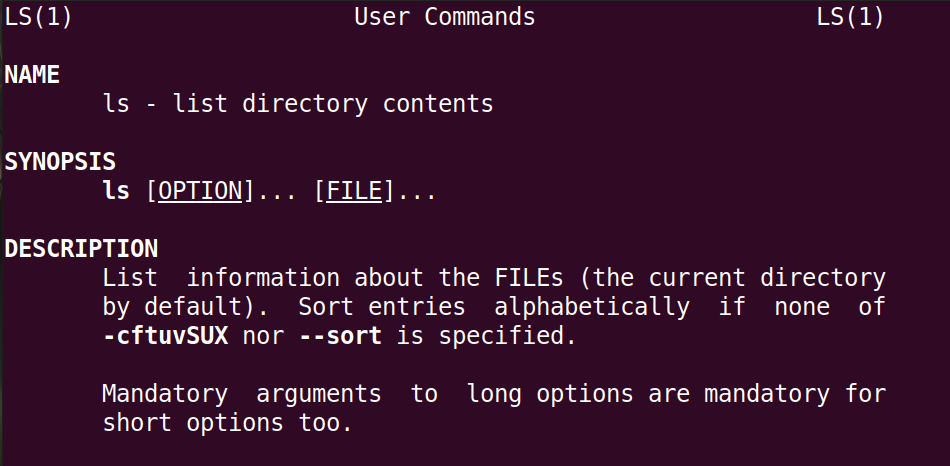 LS(1)                    User Commands                    LS(1)
NAME
ls - list directory contents
SYNOPSIS
ls [OPTION]... [FILE]...
DESCRIPTION
List  information about the FILEs (the current directory
by default).  Sort entries  alphabetically  if  none  of
-cftuvSUX nor --sort is specified.
Mandatory  arguments  to  long options are mandatory for
short options too.